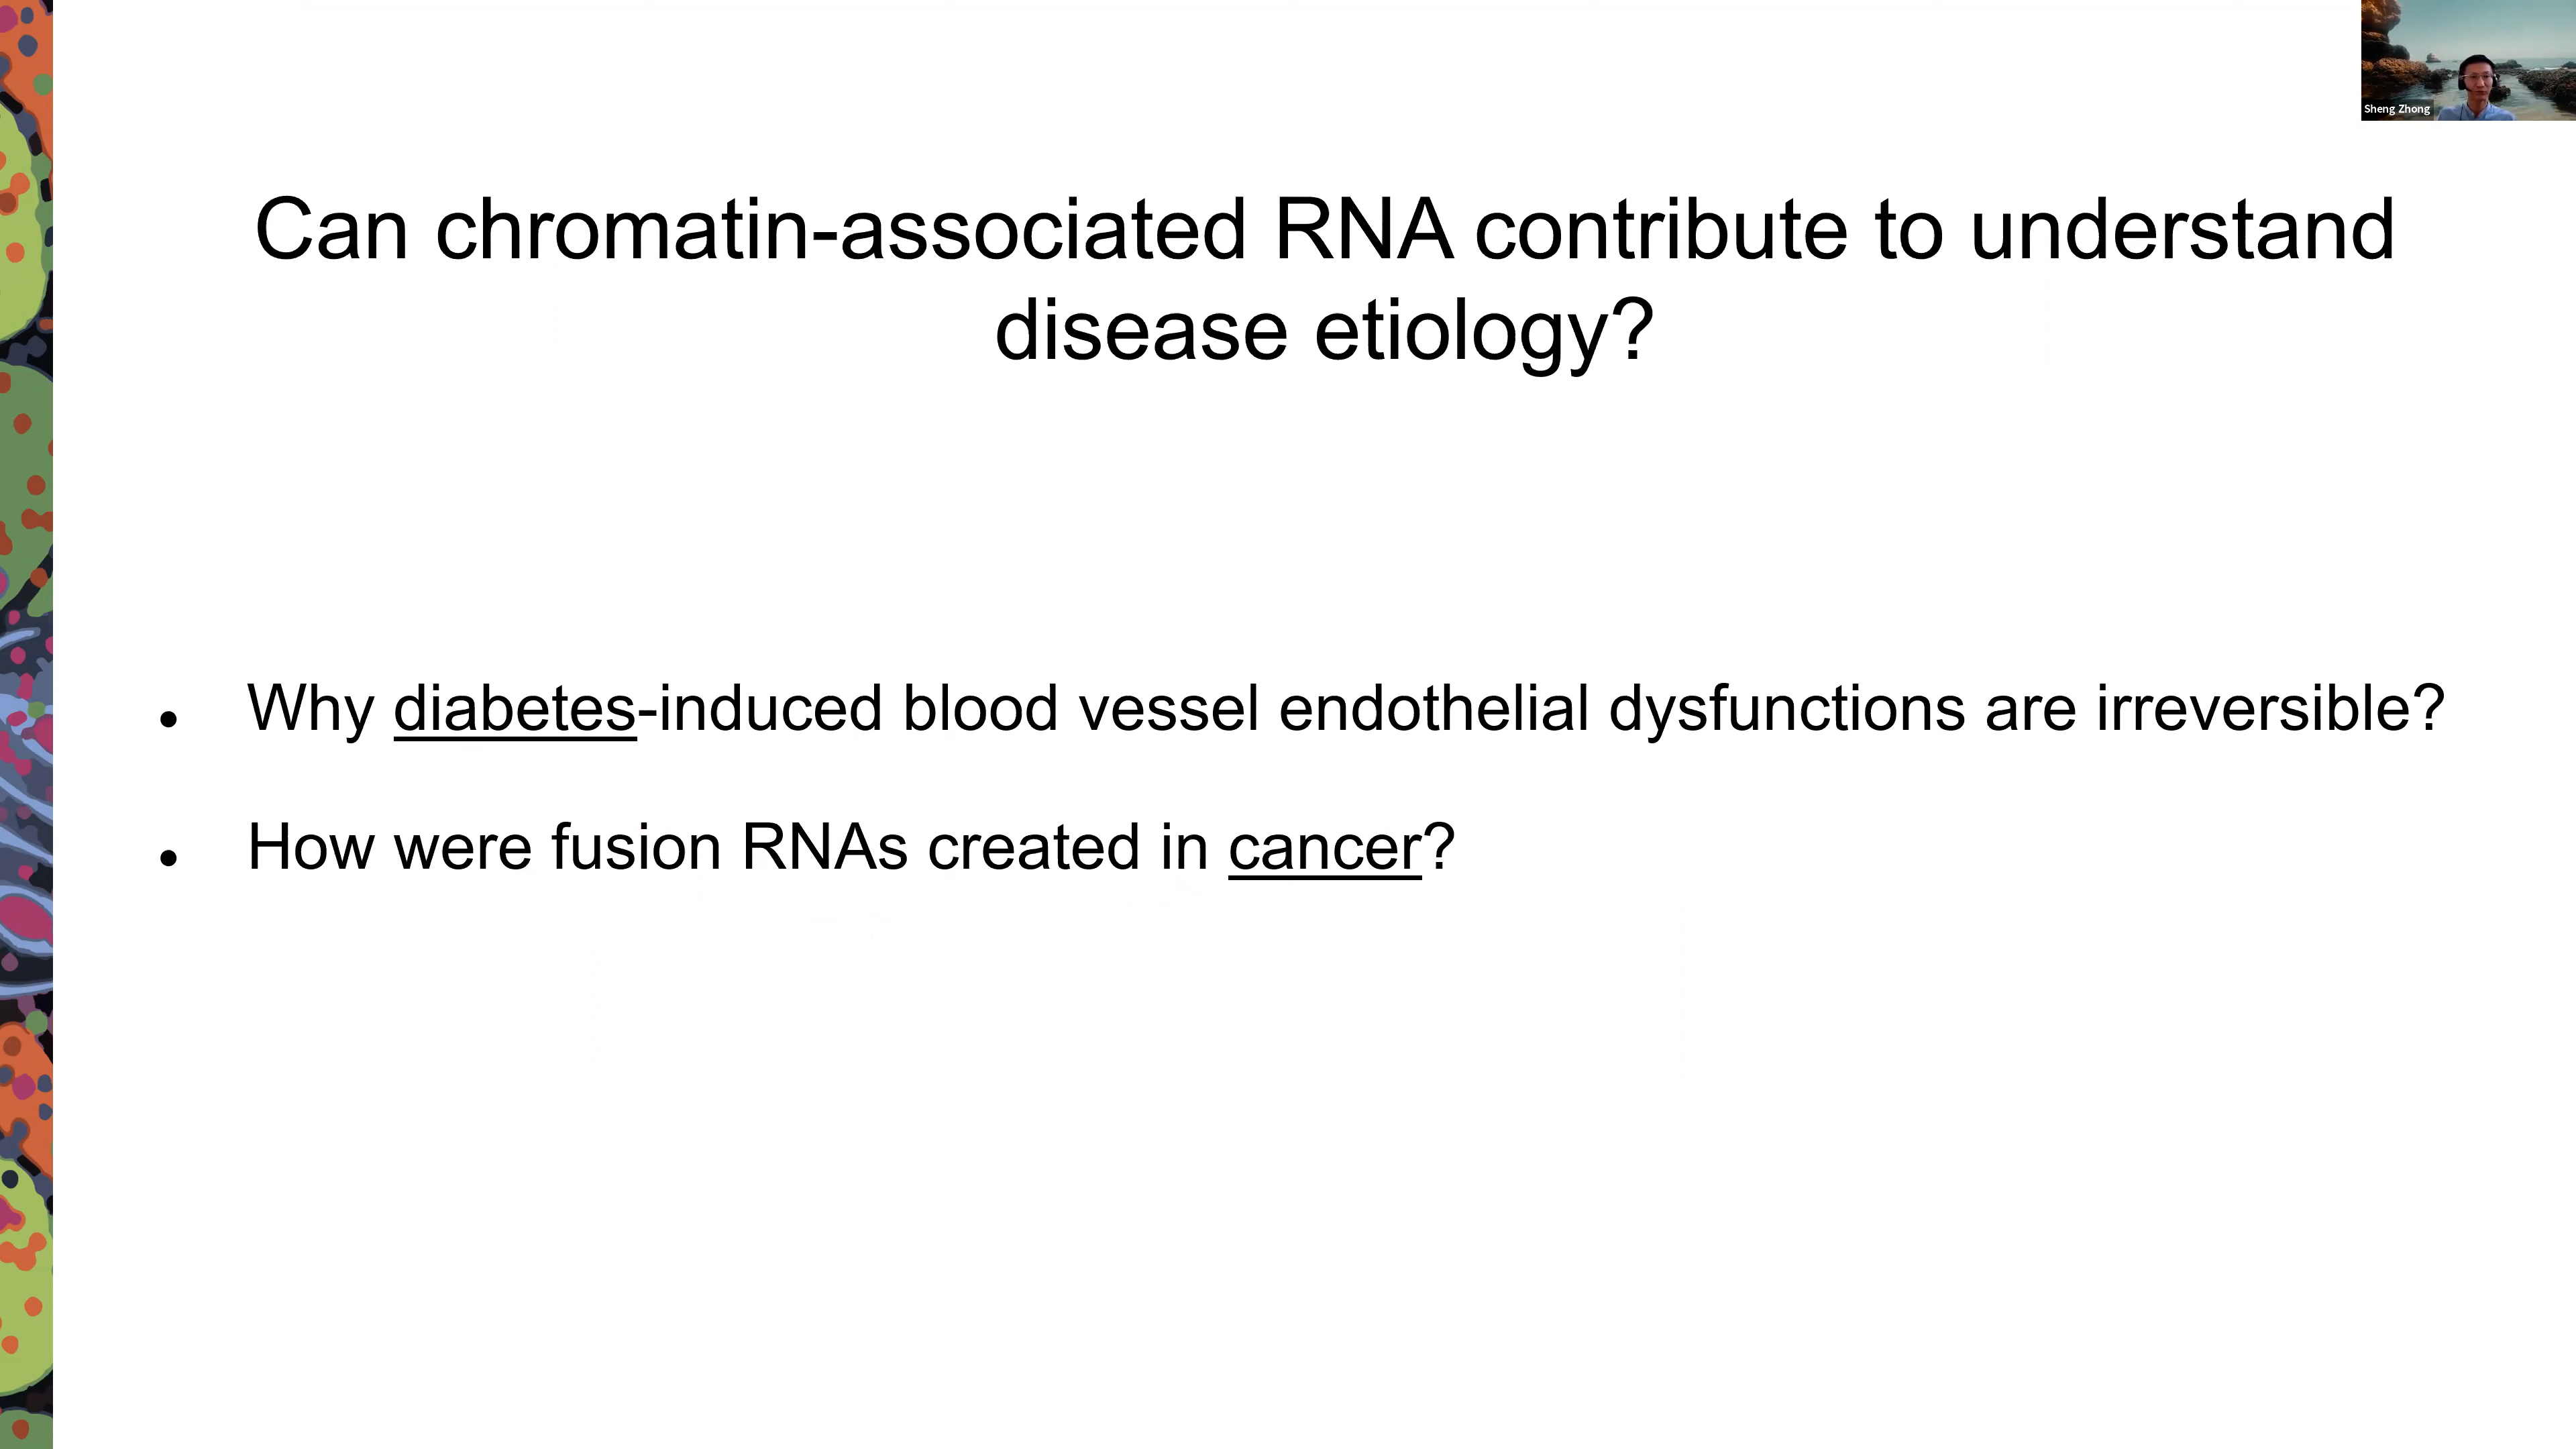 Sheng Zhong
Can chromatin-associated RNA contribute to understand
disease etiology?
• Why diabetes-induced blood vessel endothelial dysfunctions are irreversible?
• How were fusion RNAs created in cancer?